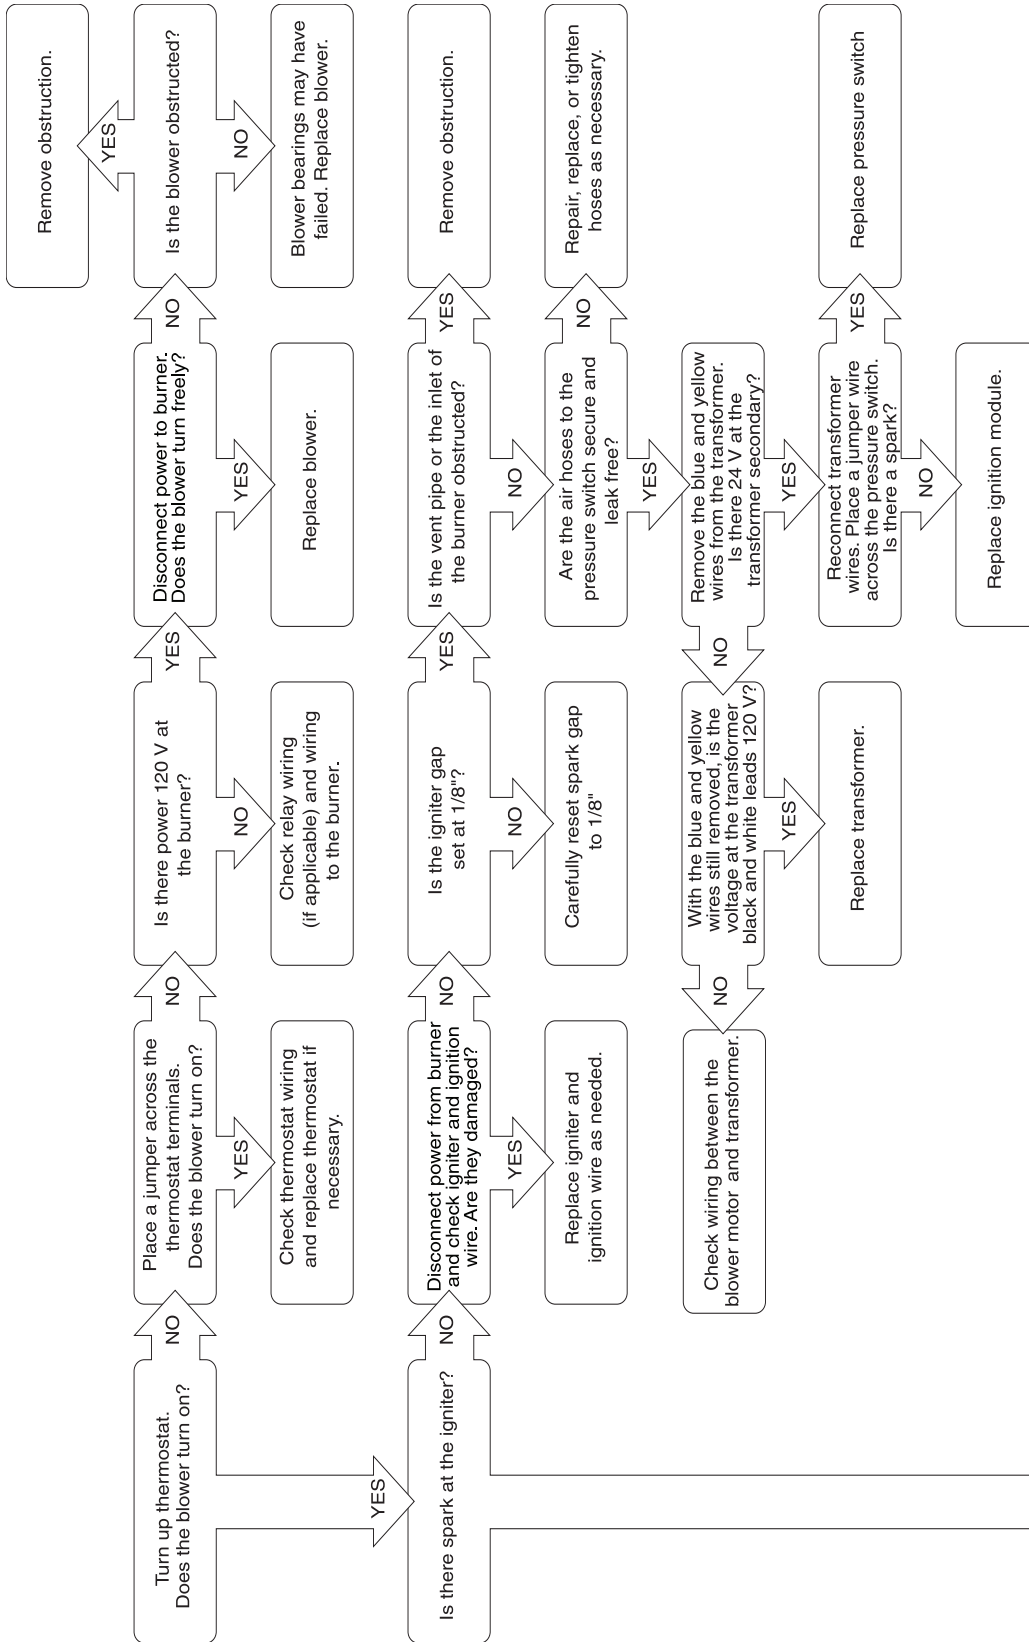 Turn up thermostat.
Does the blower turn on?
NO
Place a jumper across the
thermostat terminals.
Does the blower turn on?
NO
Is there power 120 V at
the burner?
YES
Disconnect power to burner.
Does the blower turn freely?
NO
Is the blower obstructed?
YES
Remove obstruction.
NO
Blower bearings may have
failed. Replace blower.
YES
Check thermostat wiring
and replace thermostat if
necessary.
NO
Check relay wiring
(if applicable) and wiring
to the burner.
YES
Replace blower.
YES
Is there spark at the igniter?
NO
Disconnect power from burner
and check igniter and ignition
wire. Are they damaged?
NO
Is the igniter gap
set at 1/8"?
YES
Is the vent pipe or the inlet of
the burner obstructed?
YES
Remove obstruction.
YES
Replace igniter and
ignition wire as needed.
NO
Carefully reset spark gap
to 1/8"
NO
Are the air hoses to the
pressure switch secure and
leak free?
NO
Repair, replace, or tighten
hoses as necessary.
YES
Remove the blue and yellow
wires from the transformer.
Is there 24 V at the
transformer secondary?
NO
With the blue and yellow
wires still removed, is the
voltage at the transformer
black and white leads 120 V?
NO
Check wiring between the
blower motor and transformer.
YES
Replace transformer.
YES
Reconnect transformer
wires. Place a jumper wire
across the pressure switch.
Is there a spark?
YES
Replace pressure switch
NO
Replace ignition module.